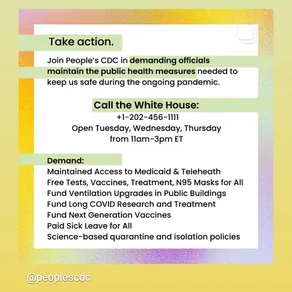 Take action.
Join People's CDC in demanding officials
maintain the public health measures needed to
keep us safe during the ongoing pandemic.
Call the White House:
+1-202-456-1111
Open Tuesday, Wednesday, Thursday
from 11am-3pm ET
Demand:
Maintained Access to Medicaid & Teleheath
Free Tests, Vaccines, Treatment, N95 Masks for All
Fund Ventilation Upgrades in Public Buildings
Fund Long COVID Research and Treatment
Fund Next Generation Vaccines
Paid Sick Leave for All
Science-based quarantine and isolation policies
@peoplescdc